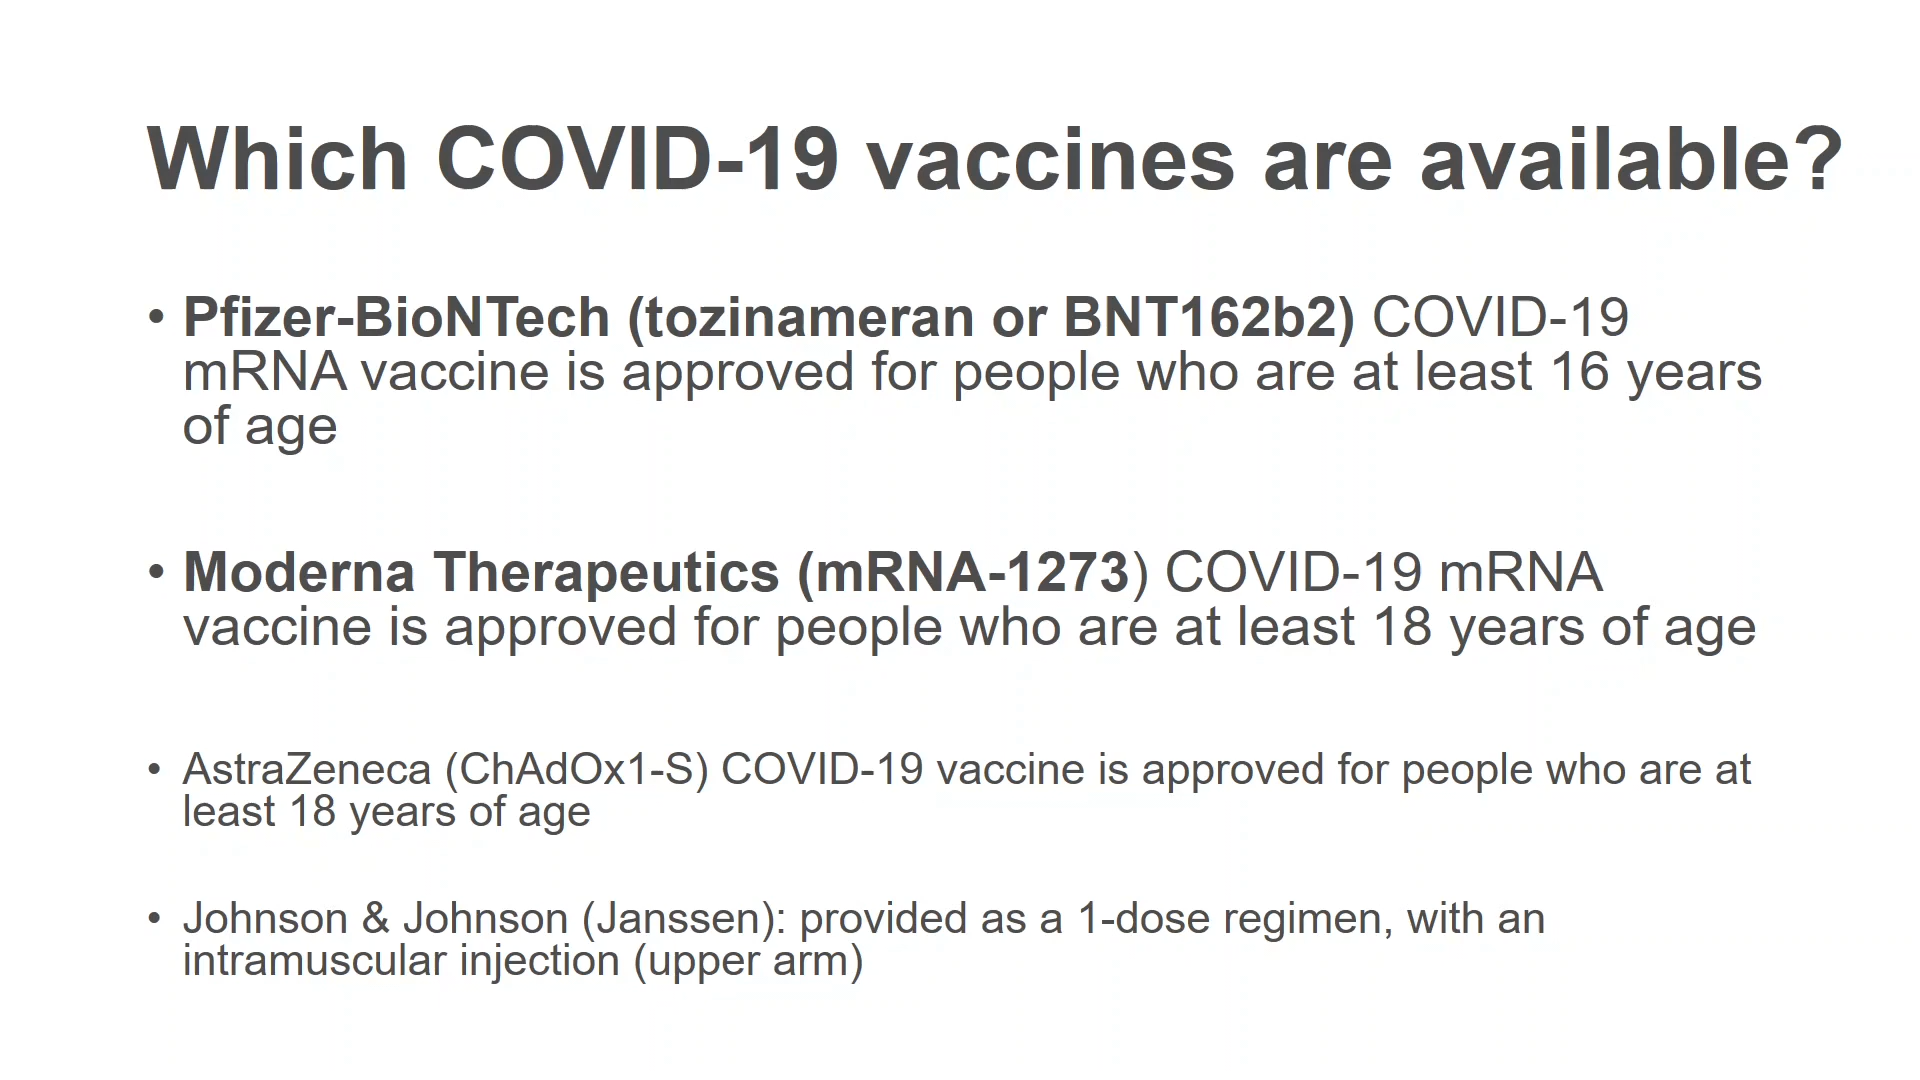 Which COVID-19 vaccines are available?
• Pfizer-BioNTech (tozinameran or BNT162b2) COVID-19
mRNA vaccine is approved for people who are at least 16 years
of age
• Moderna Therapeutics (mRNA-1273) COVID-19 mRNA
vaccine is approved for people who are at least 18 years of age
• AstraZeneca (ChAdOx1-S) COVID-19 vaccine is approved for people who are at
least 18 years of age
• Johnson & Johnson (Janssen): provided as a 1-dose regimen, with an
intramuscular injection (upper arm)